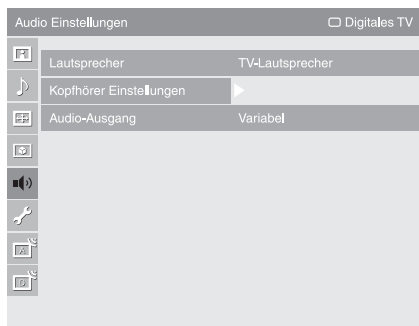 Audio Einstellungen
Digitales TV
Lautsprecher
TV-Lautsprecher
Kopfhörer Einstellungen
Audio-Ausgang
Variabel
A